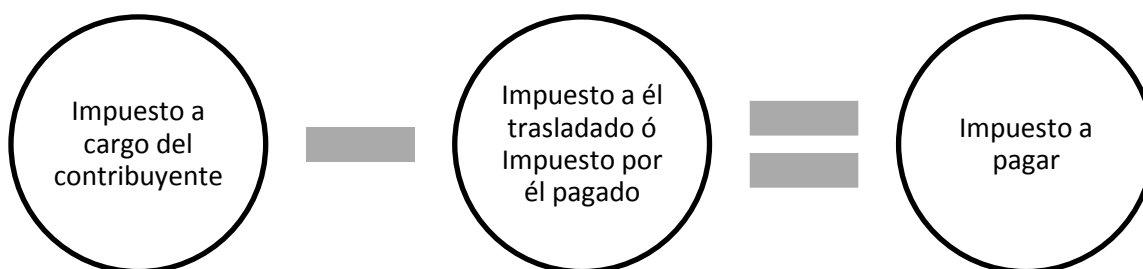 Impuesto a
cargo del
contribuyente
Impuesto a él
trasladado ó
Impuesto por
él pagado
Impuesto a
pagar